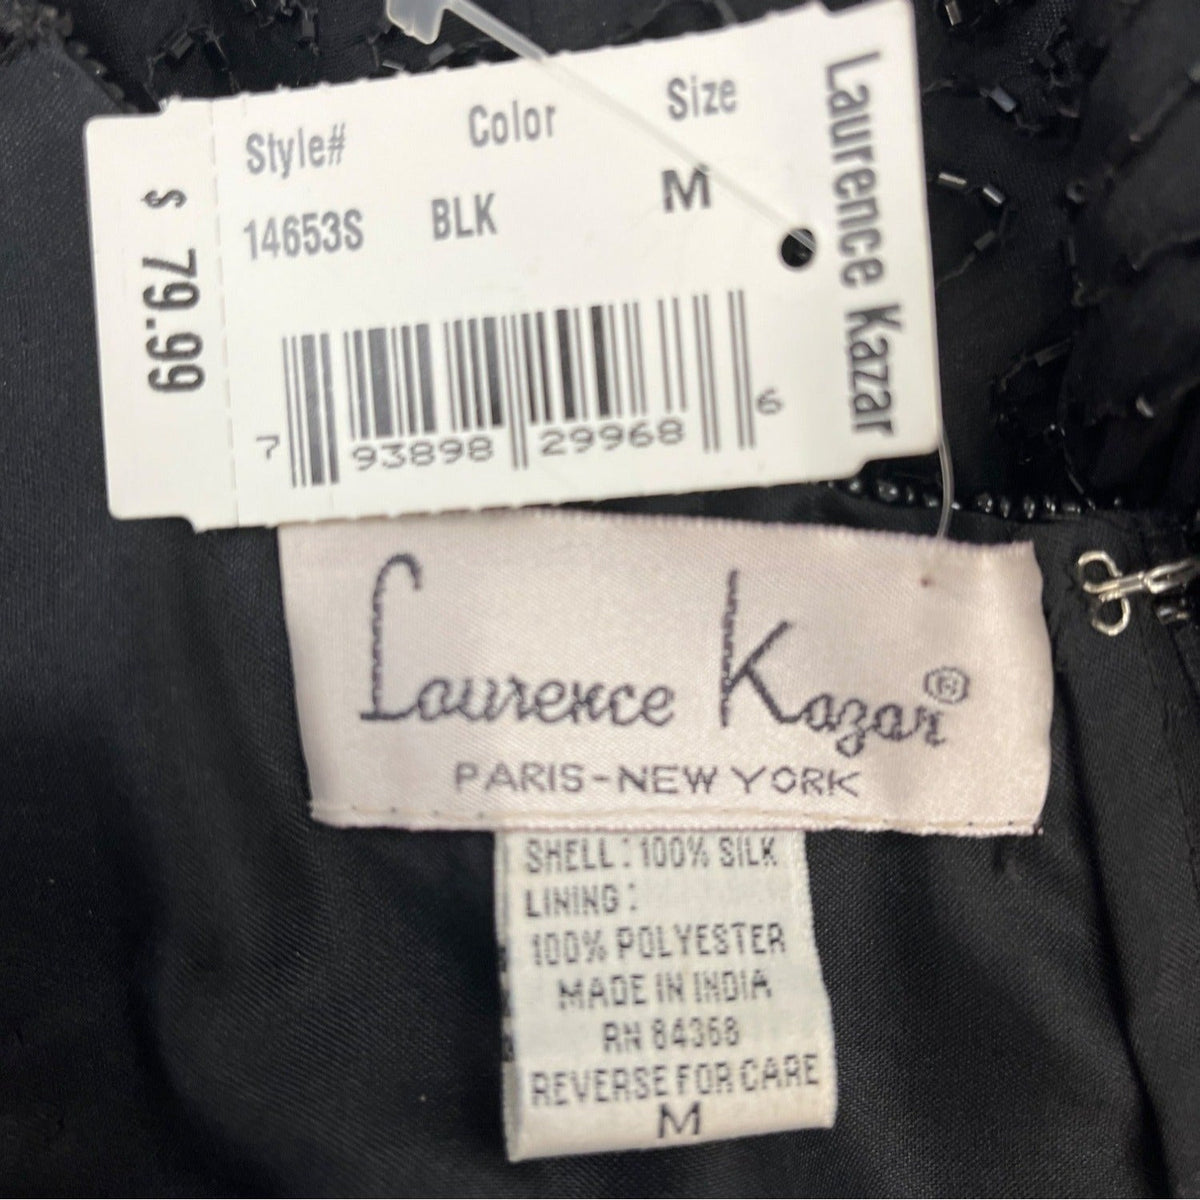 Style# Color Size
14653S BLK M
$ 79.99
7 93898 29968 6
Laurence Kazar
Laurence Kazar®
PARIS-NEW YORK
SHELL: 100% SILK
LINING:
100% POLYESTER
MADE IN INDIA
RN 84368
REVERSE FOR CARE
M